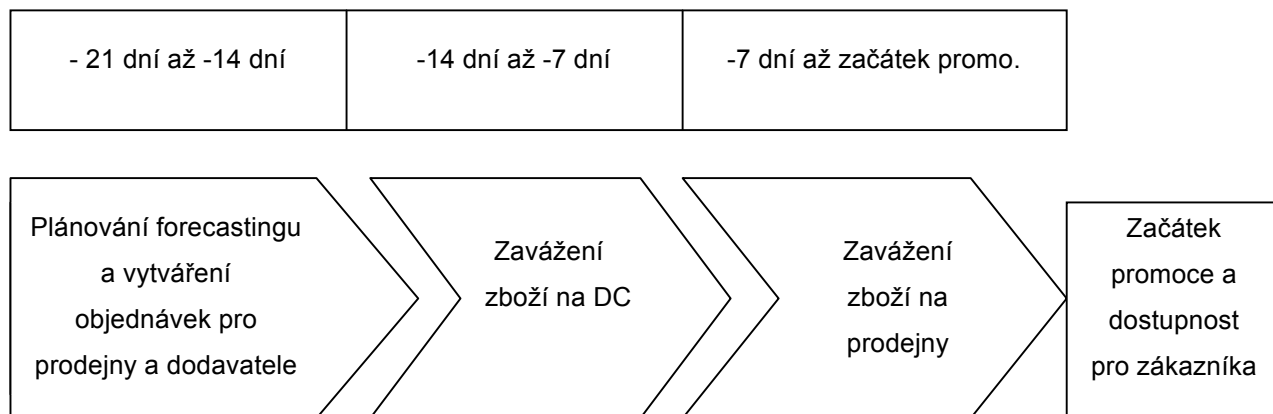 - 21 dní až -14 dní
-14 dní až -7 dní
-7 dní až začátek promo.
Plánování forecastingu
a vytváření
objednávek pro
prodejny a dodavatele
Zavážení
zboží na DC
Zavážení
zboží na
prodejny
Začátek
promoce a
dostupnost
pro zákazníka